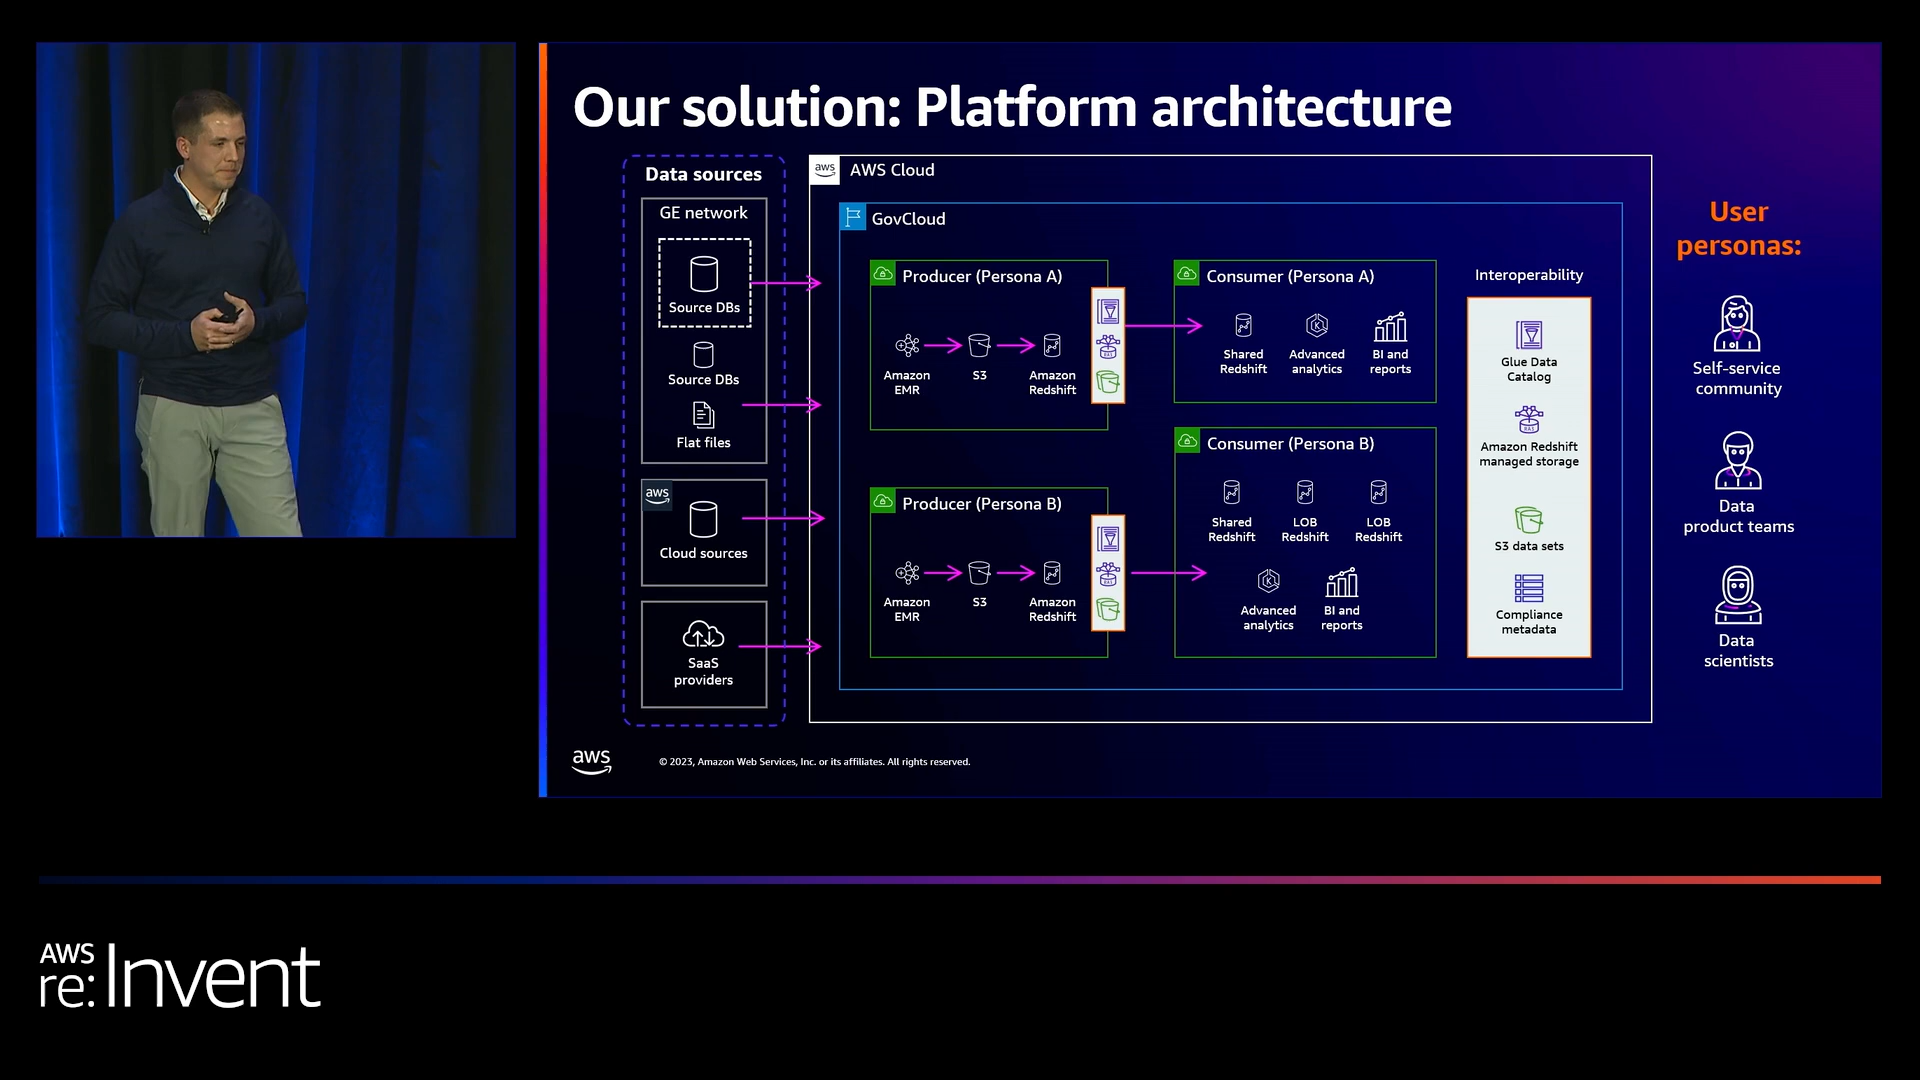 Our solution: Platform architecture
Data sources
GE network
Source DBs
Source DBs
Flat files
aws
Cloud sources
SaaS
providers
aws
AWS Cloud
GovCloud
Producer (Persona A)
Amazon
EMR
S3
Amazon
Redshift
Producer (Persona B)
Amazon
EMR
S3
Amazon
Redshift
Consumer (Persona A)
Shared
Redshift
Advanced
analytics
BI and
reports
Consumer (Persona B)
Shared
Redshift
LOB
Redshift
LOB
Redshift
Advanced
analytics
BI and
reports
Interoperability
Glue Data
Catalog
Amazon Redshift
managed storage
S3 data sets
Compliance
metadata
User
personas:
Self-service
community
Data
product teams
Data
scientists
aws
© 2023, Amazon Web Services, Inc. or its affiliates. All rights reserved.
AWS
re:Invent